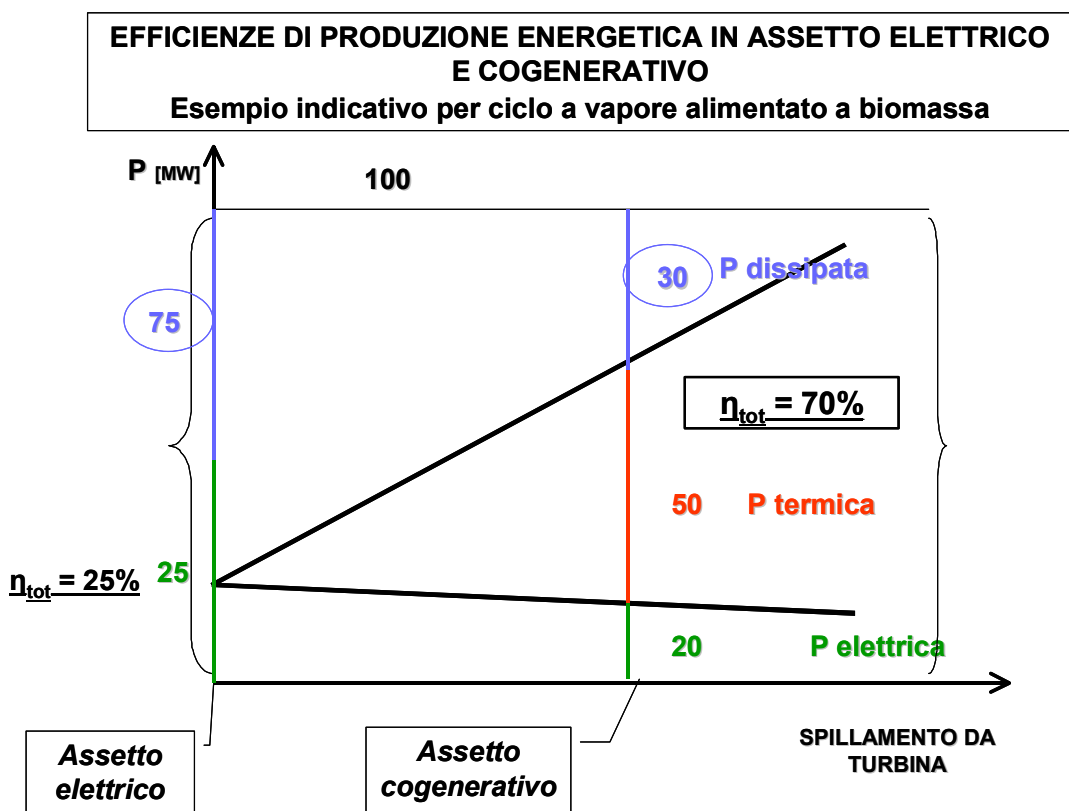 EFFICIENZE DI PRODUZIONE ENERGETICA IN ASSETTO ELETTRICO
E COGENERATIVO
Esempio indicativo per ciclo a vapore alimentato a biomassa
P [MW]
100
30
P dissipata
75
ηtot = 70%
50
P termica
ηtot = 25%
25
20
P elettrica
Assetto
elettrico
Assetto
cogenerativo
SPILLAMENTO DA
TURBINA